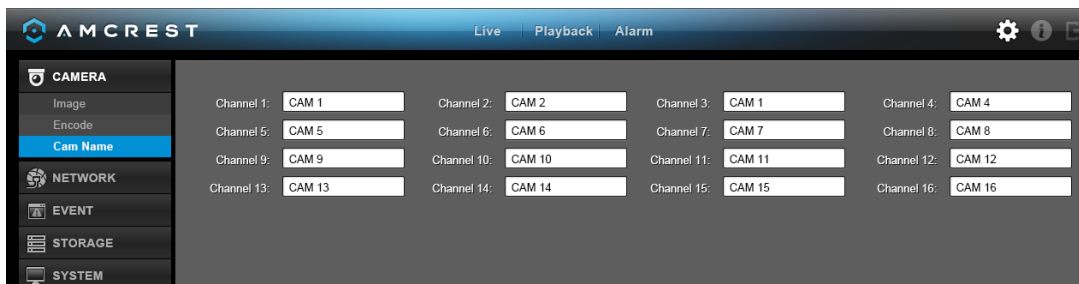 AMCREST Live Playback Alarm
CAMERA
Image
Encode
Cam Name
NETWORK
EVENT
STORAGE
SYSTEM
Channel 1: CAM 1 Channel 2: CAM 2 Channel 3: CAM 1 Channel 4: CAM 4
Channel 5: CAM 5 Channel 6: CAM 6 Channel 7: CAM 7 Channel 8: CAM 8
Channel 9: CAM 9 Channel 10: CAM 10 Channel 11: CAM 11 Channel 12: CAM 12
Channel 13: CAM 13 Channel 14: CAM 14 Channel 15: CAM 15 Channel 16: CAM 16